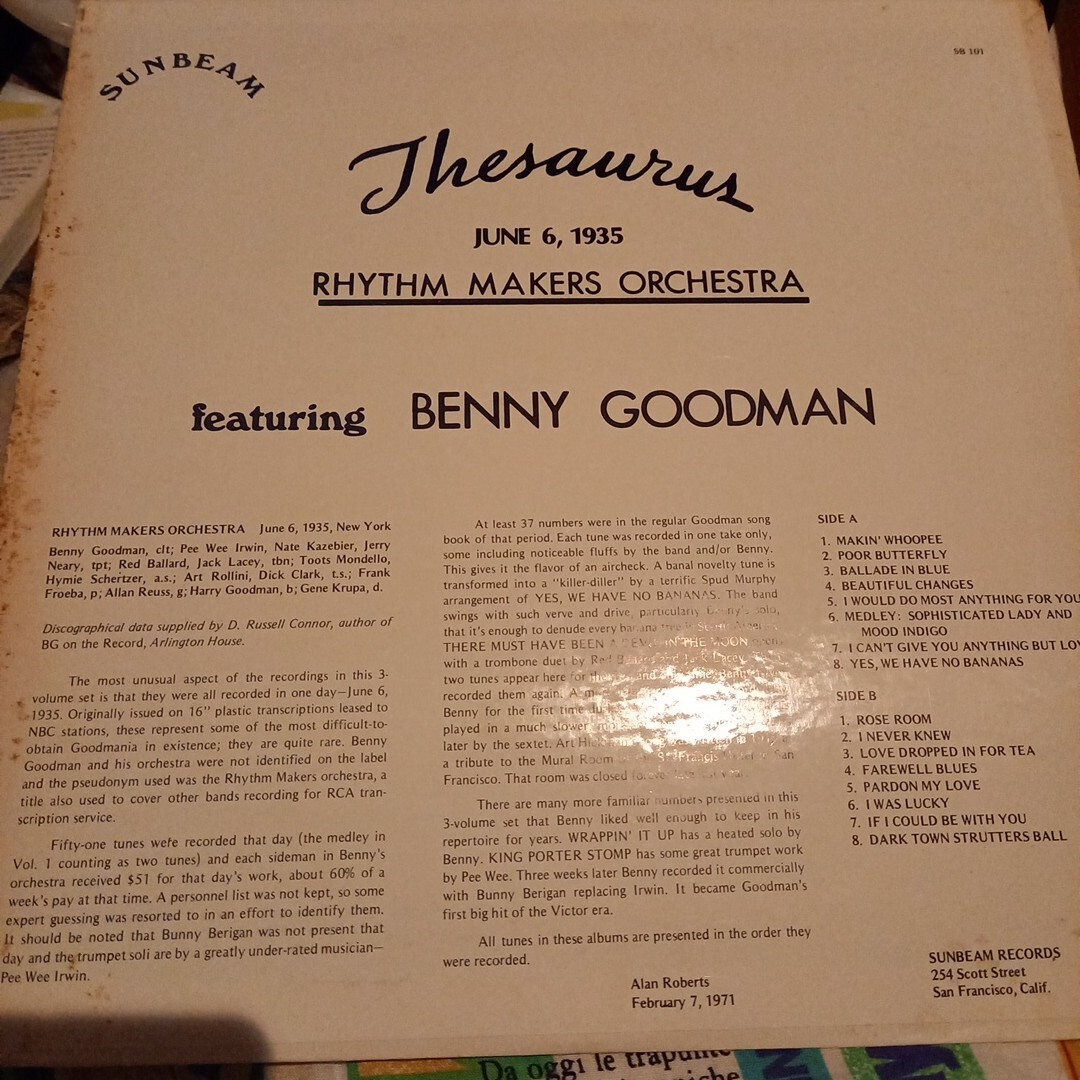 SUNBEAM
SB 101
Thesaurus
JUNE 6, 1935
RHYTHM MAKERS ORCHESTRA
featuring BENNY GOODMAN
RHYTHM MAKERS ORCHESTRA June 6, 1935, New York
Benny Goodman, clt; Pee Wee Irwin, Nate Kazebier, Jerry
Neary, tpt; Red Ballard, Jack Lacey, tbn; Toots Mondello,
Hymie Schertzer, a.s.; Art Rollini, Dick Clark, t.s.; Frank
Froeba, p; Allan Reuss, g; Harry Goodman, b; Gene Krupa, d.
Discographical data supplied by D. Russell Connor, author of
BG on the Record, Arlington House.
The most unusual aspect of the recordings in this 3-
volume set is that they were all recorded in one day—June 6,
1935. Originally issued on 16" plastic transcriptions leased to
NBC stations, these represent some of the most difficult-to-
obtain Goodmania in existence; they are quite rare. Benny
Goodman and his orchestra were not identified on the label
and the pseudonym used was the Rhythm Makers orchestra, a
title also used to cover other bands recording for RCA tran-
scription service.
Fifty-one tunes were recorded that day (the medley in
Vol. 1 counting as two tunes) and each sideman in Benny's
orchestra received $51 for that day's work, about 60% of a
week's pay at that time. A personnel list was not kept, so some
expert guessing was resorted to in an effort to identify them.
It should be noted that Bunny Berigan was not present that
day and the trumpet soli are by a greatly under-rated musician—
Pee Wee Irwin.
At least 37 numbers were in the regular Goodman song
book of that period. Each tune was recorded in one take only,
some including noticeable fluffs by the band and/or Benny.
This gives it the flavor of an aircheck. A banal novelty tune is
transformed into a "killer-diller" by a terrific Spud Murphy
arrangement of YES, WE HAVE NO BANANAS. The band
swings with such verve and drive, particularly Benny's solo,
that it's enough to denude every banana tree in
THERE MUST HAVE BEEN A DEVIL IN THE MOON
with a trombone duet by Red Ballard and Jack Lacey
two tunes appear here for the and Benny
recorded them again. A
Benny for the first time
played in a much slower
later by the sextet. Art
a tribute to the Mural Room St. Francis Hotel San
Francisco. That room was closed
There are many more familiar numbers presented in this
3-volume set that Benny liked well enough to keep in his
repertoire for years. WRAPPIN' IT UP has a heated solo by
Benny. KING PORTER STOMP has some great trumpet work
by Pee Wee. Three weeks later Benny recorded it commercially
with Bunny Berigan replacing Irwin. It became Goodman's
first big hit of the Victor era.
All tunes in these albums are presented in the order they
were recorded.
Alan Roberts
February 7, 1971
SIDE A
1. MAKIN' WHOOPEE
2. POOR BUTTERFLY
3. BALLADE IN BLUE
4. BEAUTIFUL CHANGES
5. I WOULD DO MOST ANYTHING FOR YOU
6. MEDLEY: SOPHISTICATED LADY AND
MOOD INDIGO
7. I CAN'T GIVE YOU ANYTHING BUT LO
8. YES, WE HAVE NO BANANAS
SIDE B
1. ROSE ROOM
2. I NEVER KNEW
3. LOVE DROPPED IN FOR TEA
4. FAREWELL BLUES
5. PARDON MY LOVE
6. I WAS LUCKY
7. IF I COULD BE WITH YOU
8. DARK TOWN STRUTTERS BALL
SUNBEAM RECORDS
254 Scott Street
San Francisco, Calif.
Da oggi le trapunte